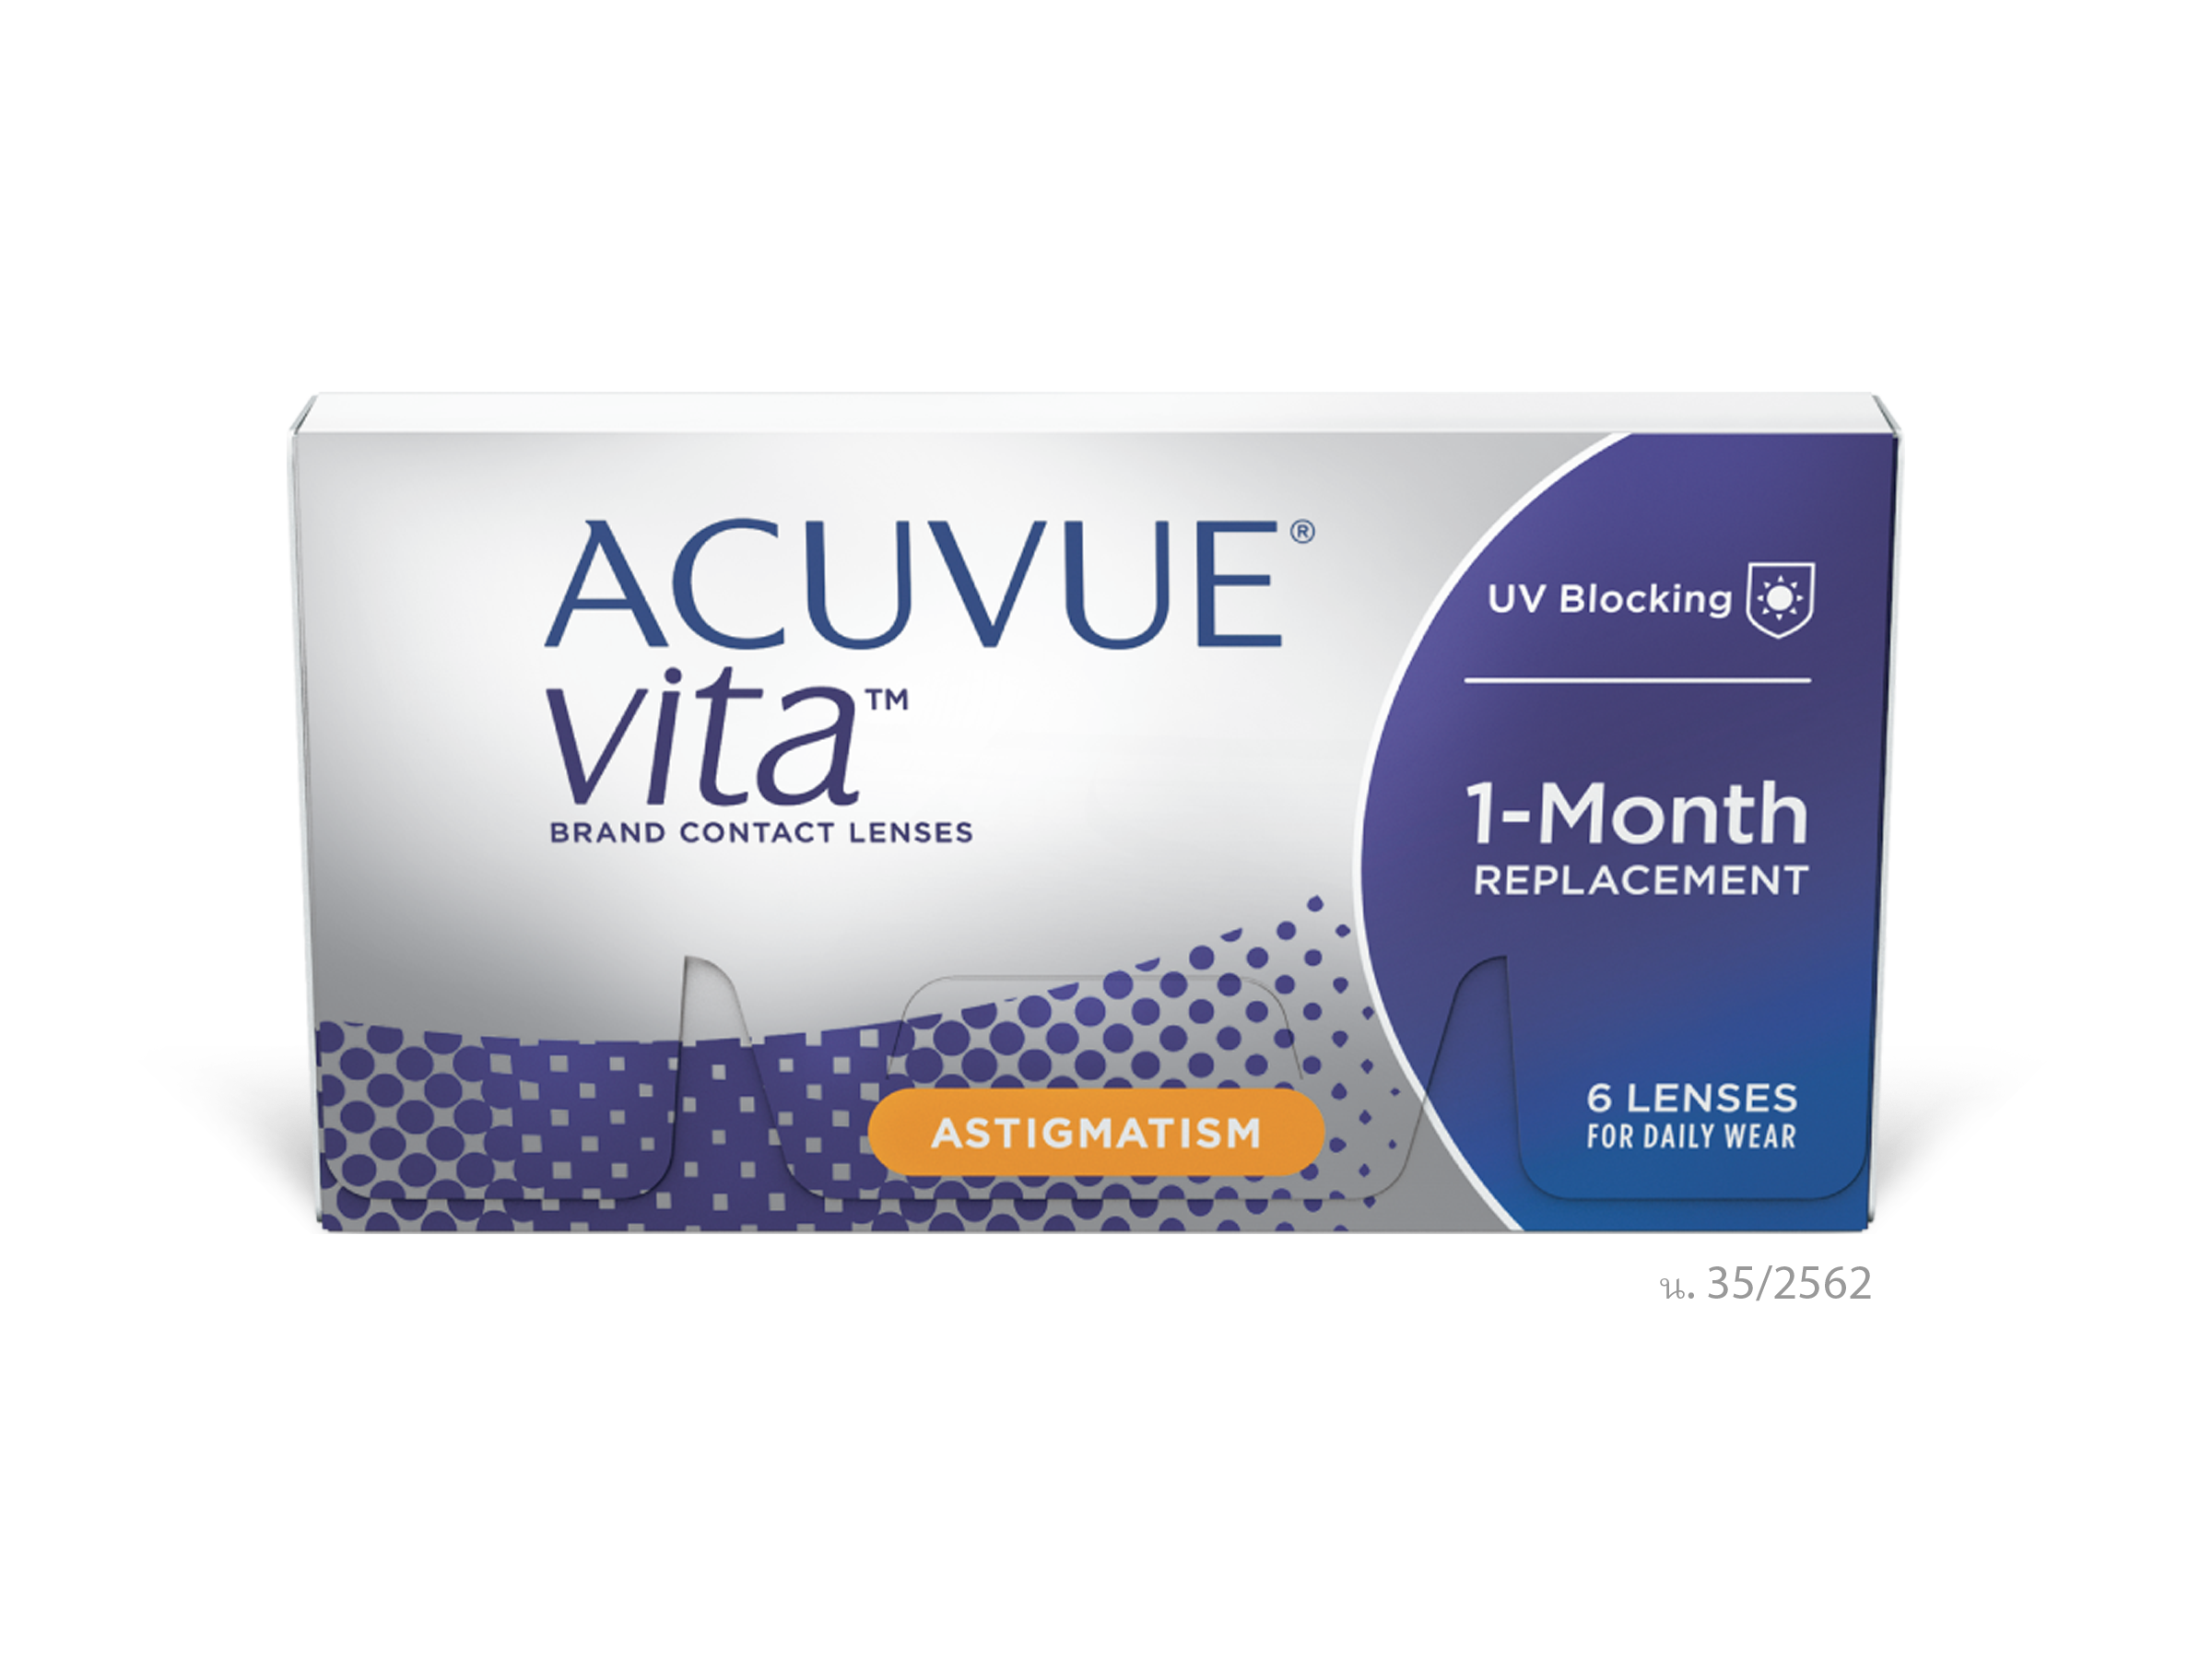 ACUVUE®
vita™
BRAND CONTACT LENSES
ASTIGMATISM
UV Blocking
1-Month
REPLACEMENT
6 LENSES
FOR DAILY WEAR
น. 35/2562